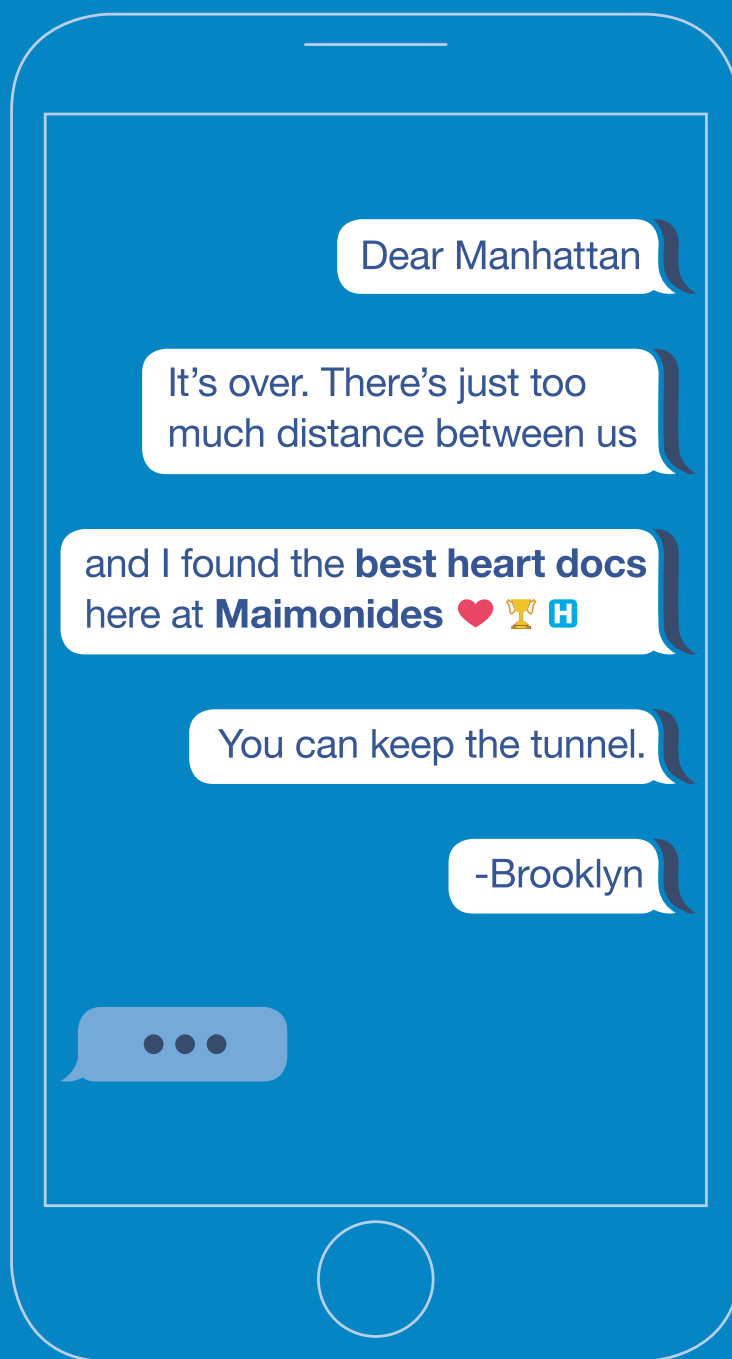 Dear Manhattan
It’s over. There’s just too
much distance between us
and I found the best heart docs
here at Maimonides ❤️ 🏆 H
You can keep the tunnel.
-Brooklyn